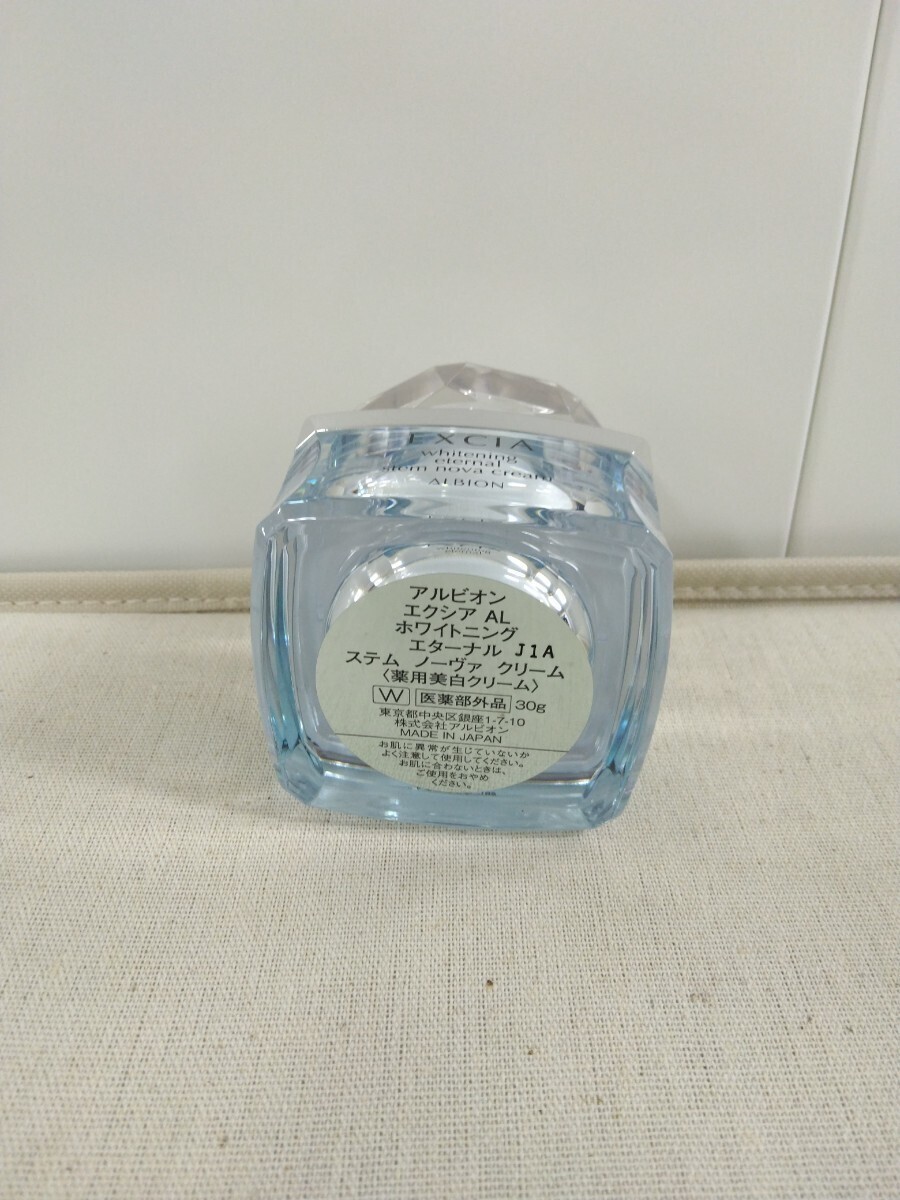 EXCIA
whitening
eternal
stem nova cream
ALBION
アルビオン
エクシア AL
ホワイトニング
エターナル J1A
ステム ノーヴァ クリーム
〈薬用美白クリーム〉
W 医薬部外品 30g
東京都中央区銀座1-7-10
株式会社アルビオン
MADE IN JAPAN
お肌に異常が生じていないか
よく注意して使用してください。
お肌に合わないときは、
ご使用をおやめ
ください。